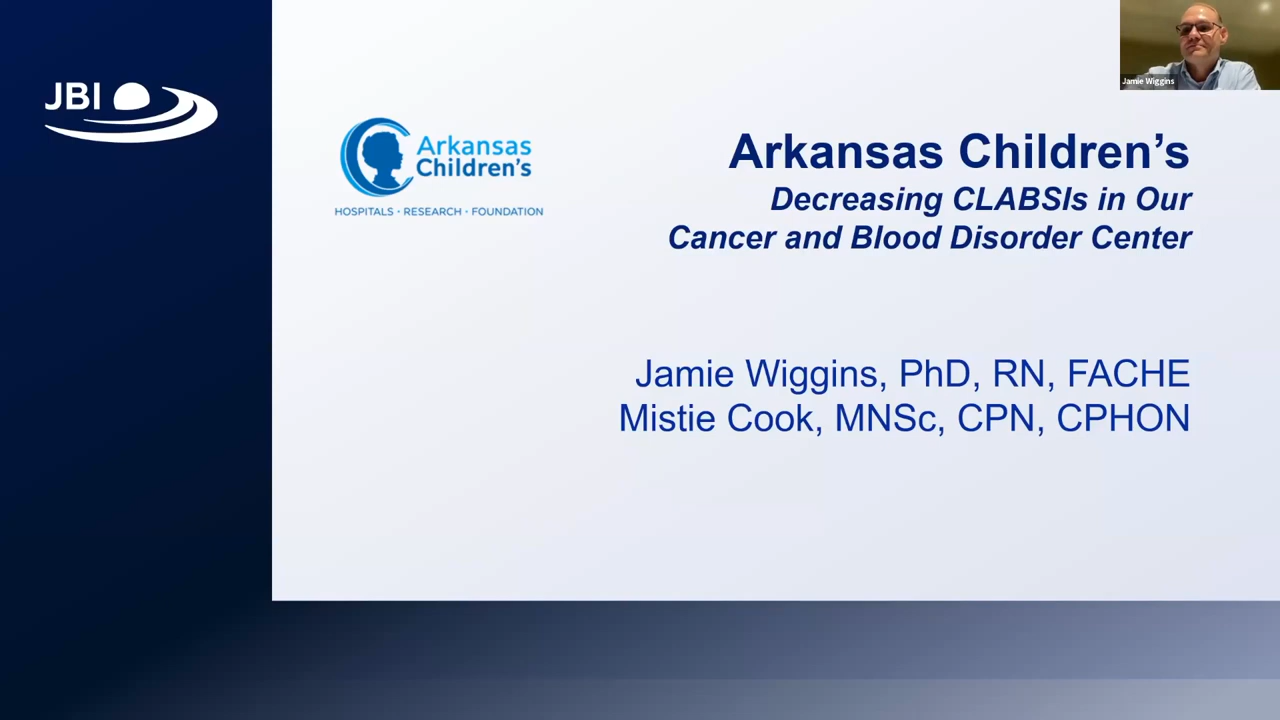 JBI
Arkansas
Children's
HOSPITALS • RESEARCH • FOUNDATION
Jamie Wiggins
Arkansas Children’s
Decreasing CLABSIs in Our
Cancer and Blood Disorder Center
Jamie Wiggins, PhD, RN, FACHE
Mistie Cook, MNSc, CPN, CPHON